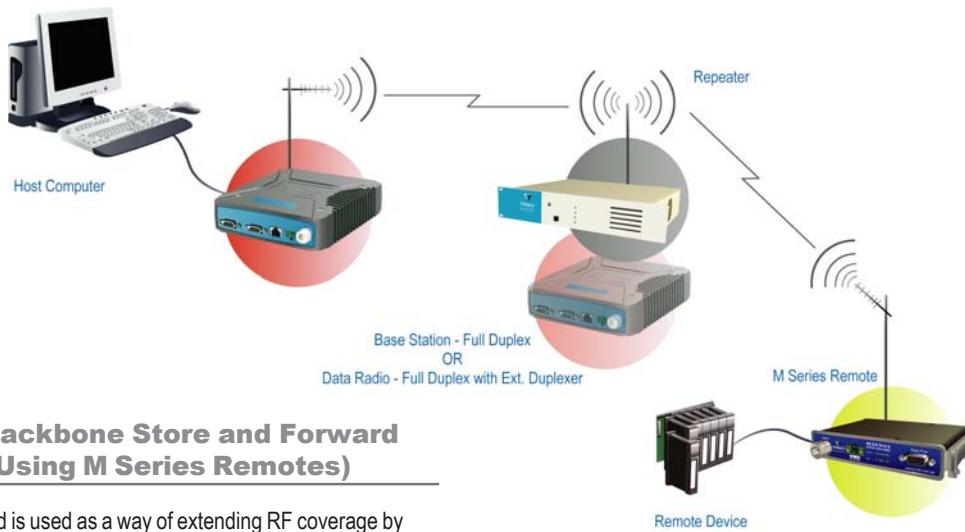 Repeater
Host Computer
Base Station - Full Duplex
OR
Data Radio - Full Duplex with Ext. Duplexer
M Series Remote
ackbone Store and Forward
Using M Series Remotes)
d is used as a way of extending RF coverage by
Remote Device